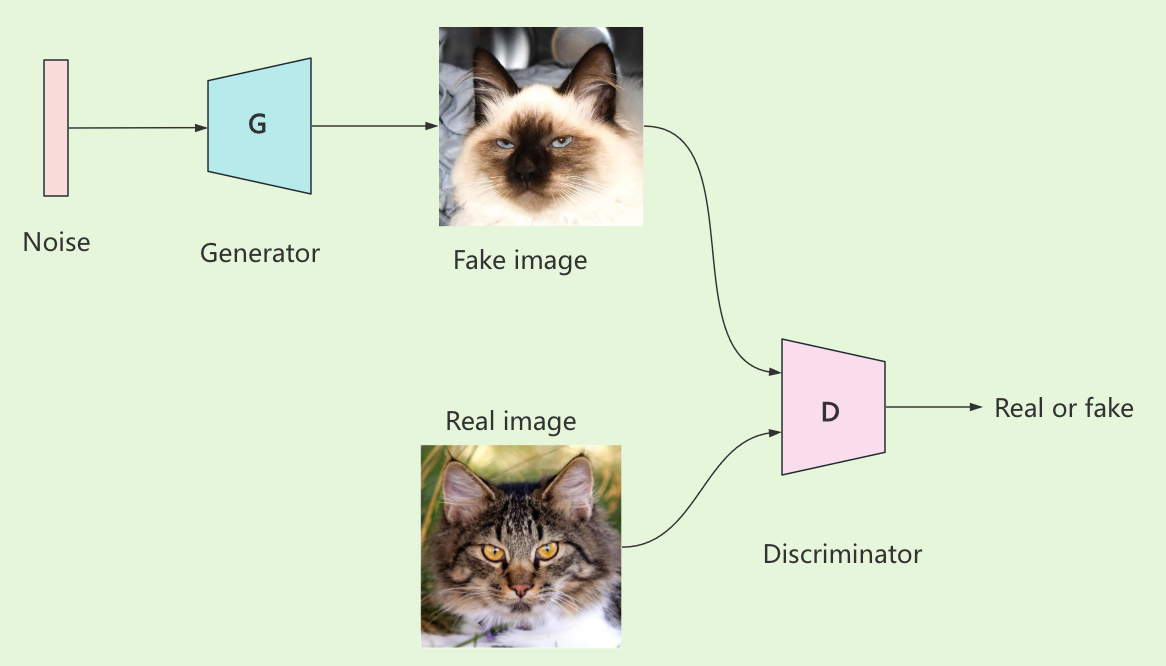 G
Noise
Generator
Fake image
Real image
D
Real or fake
Discriminator